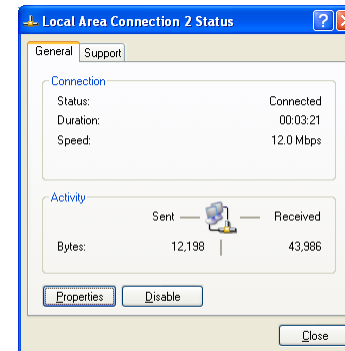 Local Area Connection 2 Status
General Support
Connection
Status: Connected
Duration: 00:03:21
Speed: 12.0 Mbps
Activity
Sent Received
Bytes: 12,198 43,986
Properties Disable
Close